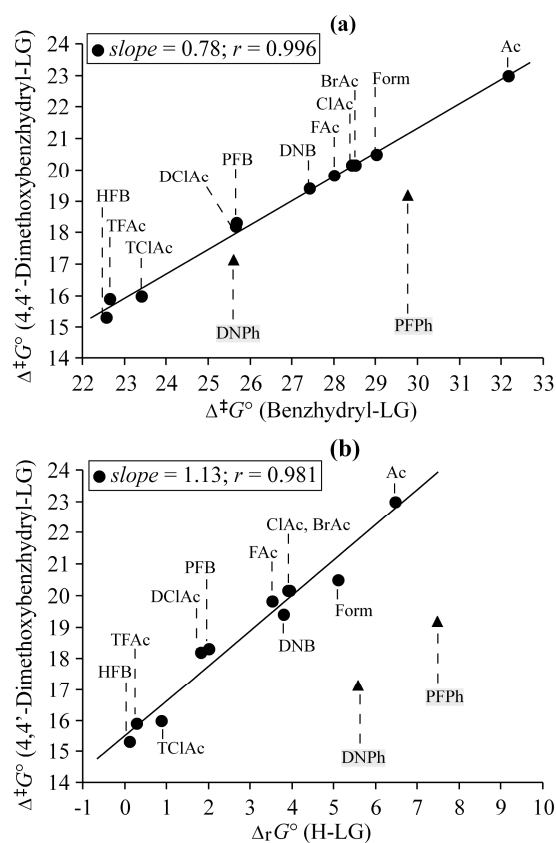 (a)
● slope = 0.78; r = 0.996
Δ‡G° (4,4’-Dimethoxybenzhydryl-LG)
24
23
22
21
20
19
18
17
16
15
14
Ac
BrAc
Form
ClAc
FAc
DNB
PFB
DClAc
HFB
TFAc
TClAc
DNPh
PFPh
22 23 24 25 26 27 28 29 30 31 32 33
Δ‡G° (Benzhydryl-LG)
(b)
● slope = 1.13; r = 0.981
Δ‡G° (4,4’-Dimethoxybenzhydryl-LG)
24
23
22
21
20
19
18
17
16
15
14
Ac
ClAc, BrAc
FAc
PFB
DClAc
Form
DNB
TFAc
HFB
TClAc
PFPh
DNPh
-1 0 1 2 3 4 5 6 7 8 9 10
ΔrG° (H-LG)